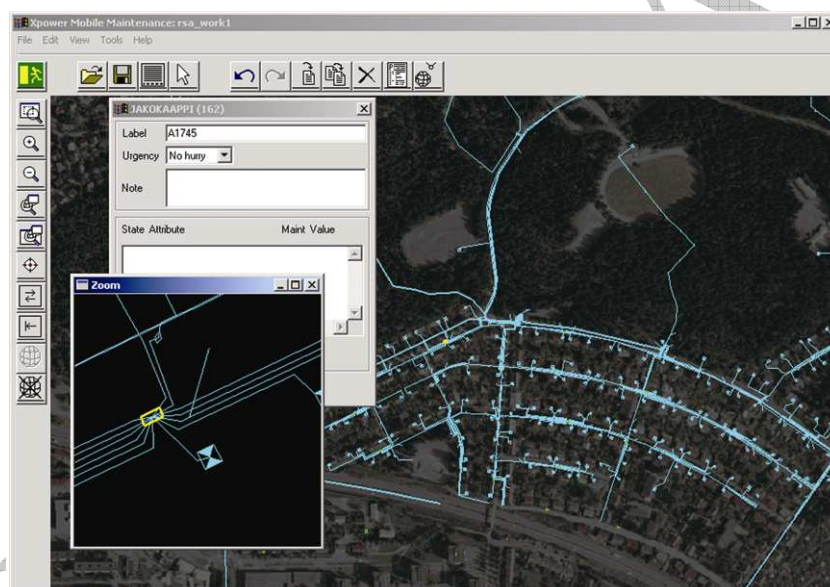 Xpower Mobile Maintenance: rsa_work1
File Edit View Tools Help
JAKOKAAPPI (162)
Label A1745
Urgency No hurry
Note
State Attribute Maint Value
Zoom